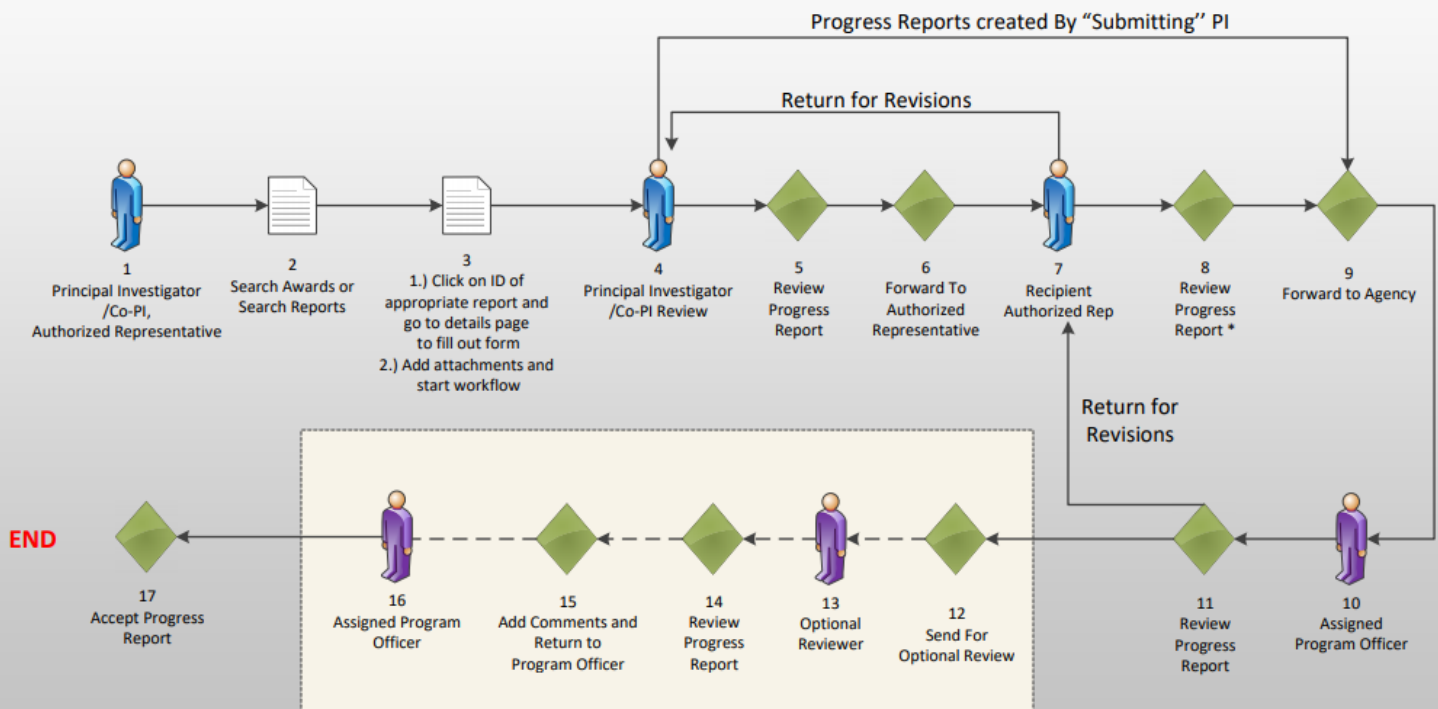 Progress Reports created By “Submitting’’ PI
Return for Revisions
1
Principal Investigator
/Co-PI,
Authorized Representative
2
Search Awards or
Search Reports
3
1.) Click on ID of
appropriate report and
go to details page
to fill out form
2.) Add attachments and
start workflow
4
Principal Investigator
/Co-PI Review
5
Review
Progress
Report
6
Forward To
Authorized
Representative
7
Recipient
Authorized Rep
8
Review
Progress
Report *
9
Forward to Agency
Return for
Revisions
END
17
Accept Progress
Report
16
Assigned Program
Officer
15
Add Comments and
Return to
Program Officer
14
Review
Progress
Report
13
Optional
Reviewer
12
Send For
Optional Review
11
Review
Progress
Report
10
Assigned
Program Officer